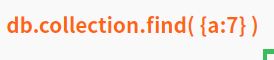 db.collection.find( {a:7} )